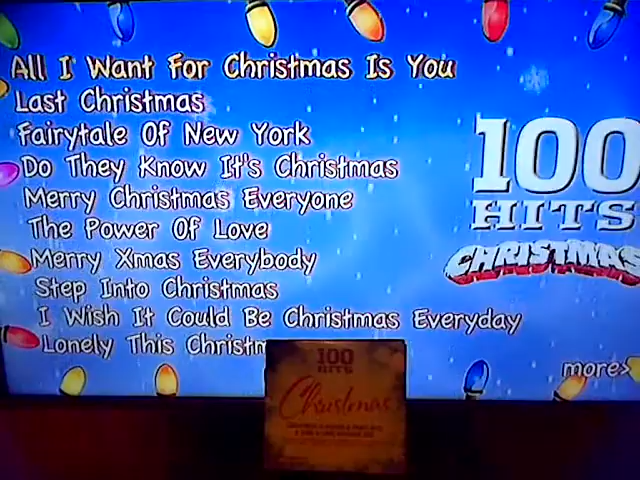 All I Want For Christmas Is You
Last Christmas
Fairytale Of New York
Do They Know It's Christmas
Merry Christmas Everyone
The Power Of Love
Merry Xmas Everybody
Step Into Christmas
I Wish It Could Be Christmas Everyday
Lonely This Christm
100
HITS
CHRISTMAS
more>
100
HITS
Christmas